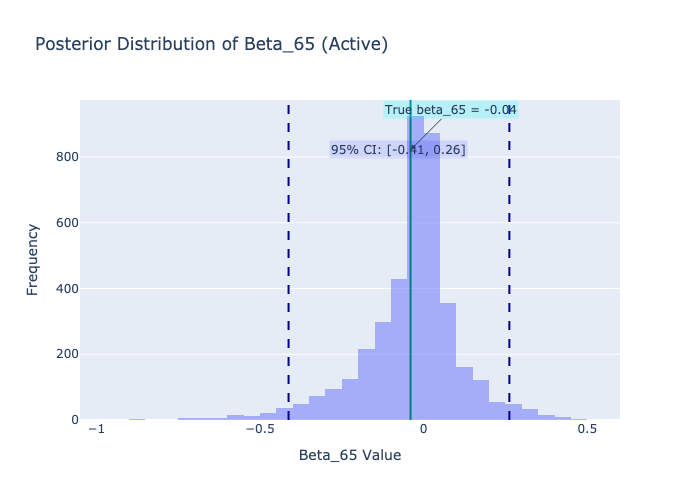 Posterior Distribution of Beta_65 (Active)
True beta_65 = -0.04
95% CI: [-0.41, 0.26]
Frequency
800
600
400
200
0
−1
−0.5
0
0.5
Beta_65 Value